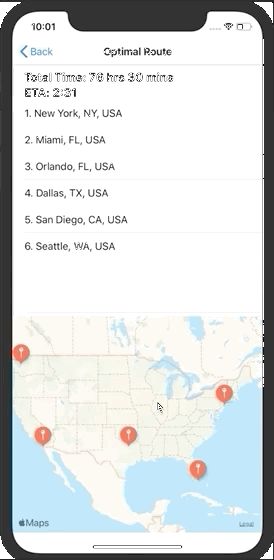 10:01
Back
Optimal Route
Total Time: 76 hrs 30 mins
ETA: 2:31
1. New York, NY, USA
2. Miami, FL, USA
3. Orlando, FL, USA
4. Dallas, TX, USA
5. San Diego, CA, USA
6. Seattle, WA, USA
Maps
Legal